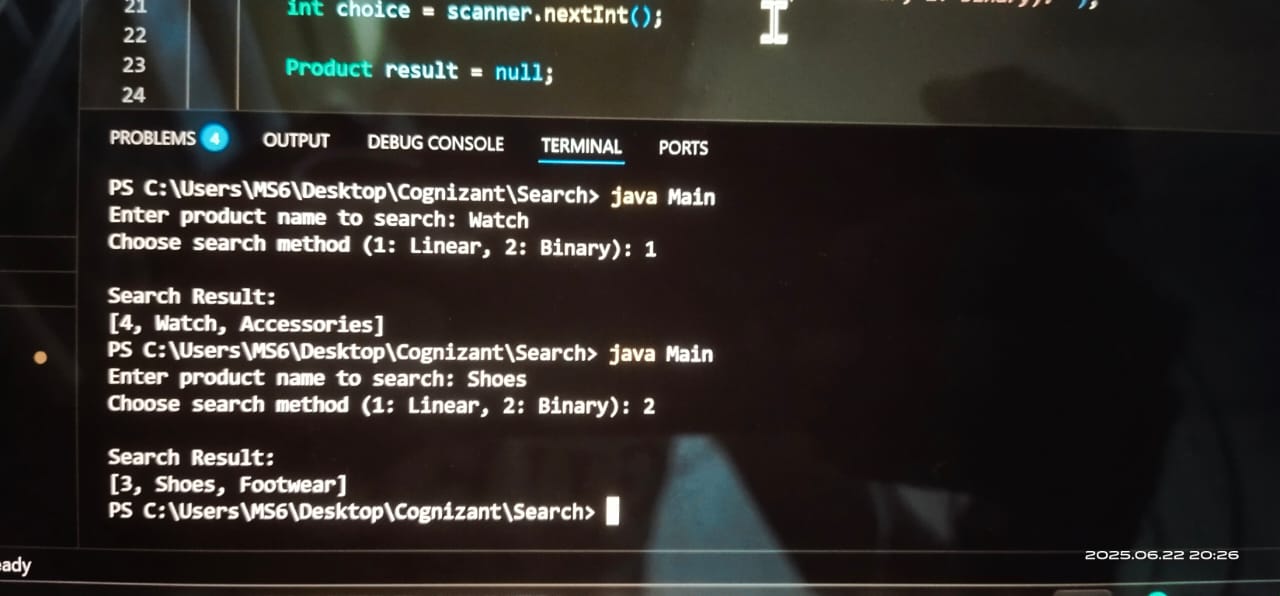 21 int choice = scanner.nextInt();
22
23 Product result = null;
24
PROBLEMS 4 OUTPUT DEBUG CONSOLE TERMINAL PORTS
PS C:\Users\MS6\Desktop\Cognizant\Search> java Main
Enter product name to search: Watch
Choose search method (1: Linear, 2: Binary): 1
Search Result:
[4, Watch, Accessories]
PS C:\Users\MS6\Desktop\Cognizant\Search> java Main
Enter product name to search: Shoes
Choose search method (1: Linear, 2: Binary): 2
Search Result:
[3, Shoes, Footwear]
PS C:\Users\MS6\Desktop\Cognizant\Search>
eady
2025.06.22 20:26